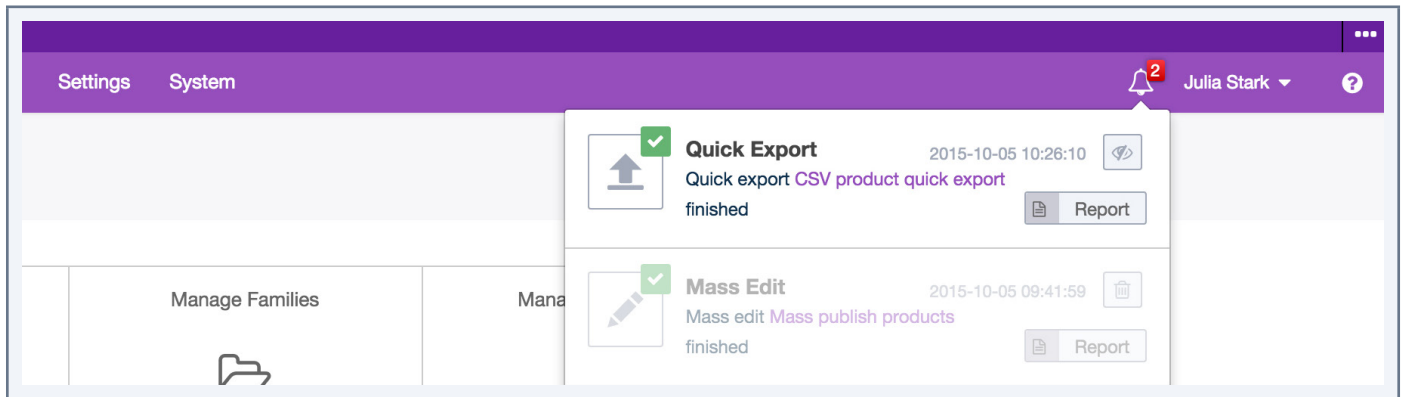 Settings System 2 Julia Stark
Quick Export 2015-10-05 10:26:10
Quick export CSV product quick export
finished Report
Manage Families Mana
Mass Edit 2015-10-05 09:41:59
Mass edit Mass publish products
finished Report